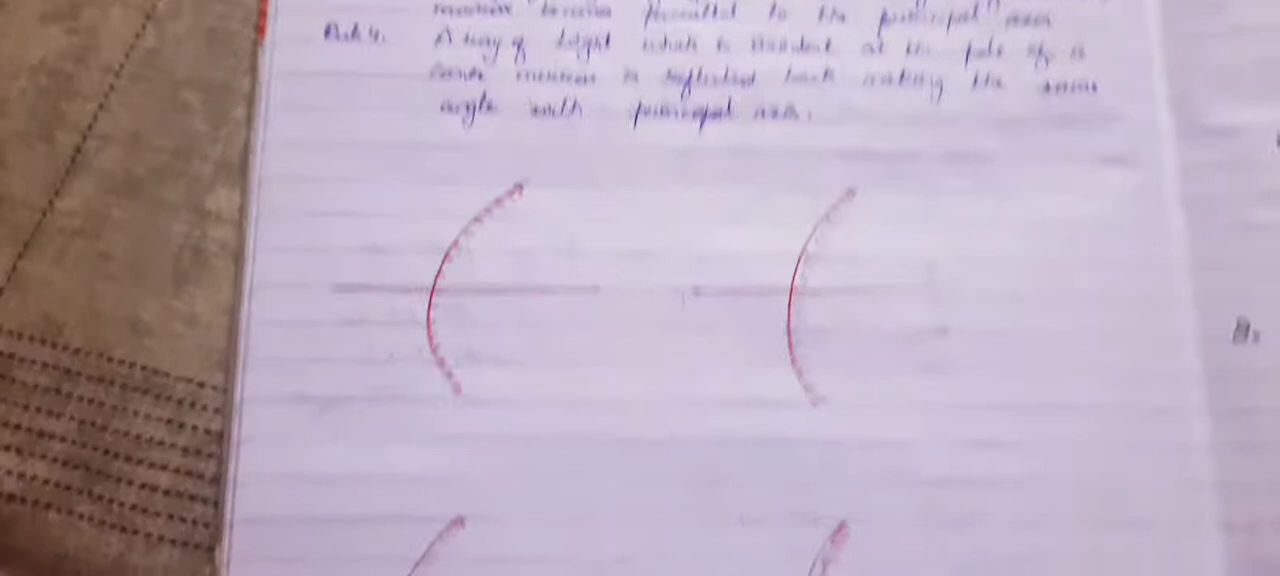 becomes parallel to the principal axis
Rule 4. A ray of light which is incident at the pole of a
mirror is reflected back making the same
angle with principal axis.
B.